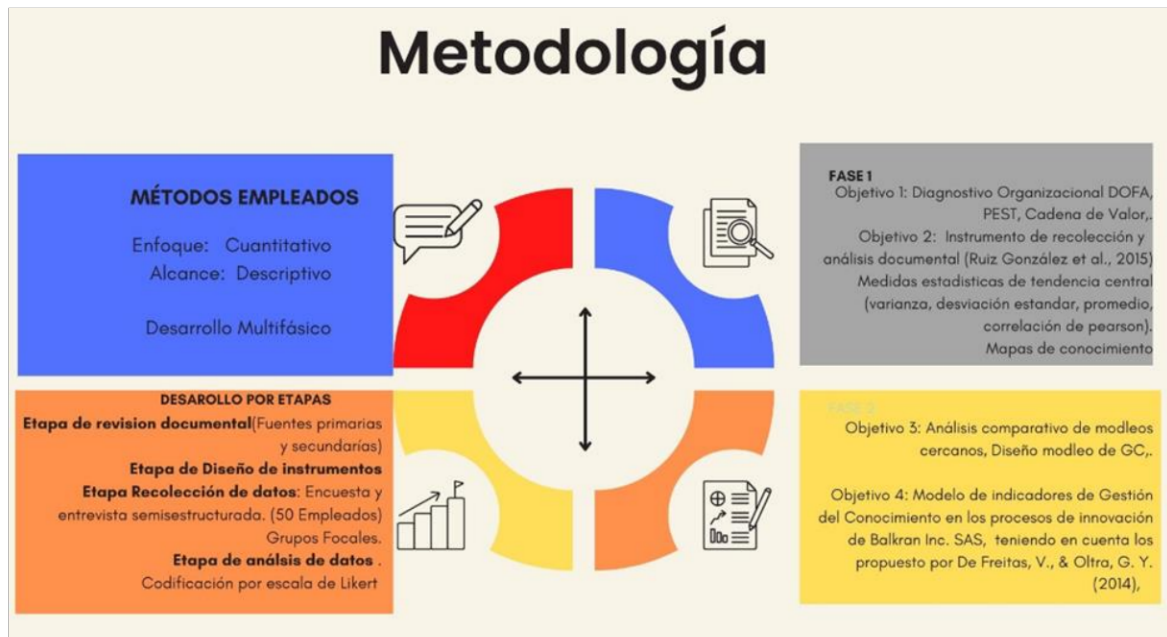 Metodología
MÉTODOS EMPLEADOS
Enfoque: Cuantitativo
Alcance: Descriptivo
Desarrollo Multifásico
FASE 1
Objetivo 1: Diagnostivo Organizacional DOFA,
PEST, Cadena de Valor,.
Objetivo 2: Instrumento de recolección y
análisis documental (Ruiz González et al., 2015)
Medidas estadisticas de tendencia central
(varianza, desviación estandar, promedio,
correlación de pearson).
Mapas de conocimiento
DESAROLLO POR ETAPAS
Etapa de revision documental(Fuentes primarias
y secundarías)
Etapa de Diseño de instrumentos
Etapa Recolección de datos: Encuesta y
entrevista semisestructurada. (50 Empleados)
Grupos Focales.
Etapa de análsis de datos .
Codificación por escala de Likert
FASE 2
Objetivo 3: Análisis comparativo de modleos
cercanos, Diseño modleo de GC,.
Objetivo 4: Modelo de indicadores de Gestión
del Conocimiento en los procesos de innovación
de Balkran Inc. SAS, teniendo en cuenta los
propuesto por De Freitas, V., & Oltra, G. Y.
(2014),